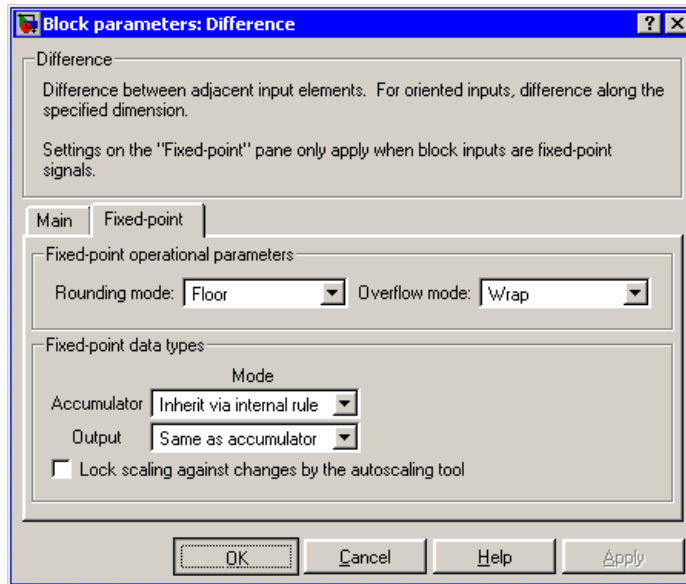 Block parameters: Difference
Difference
Difference between adjacent input elements. For oriented inputs, difference along the
specified dimension.
Settings on the "Fixed-point" pane only apply when block inputs are fixed-point
signals.
Main Fixed-point
Fixed-point operational parameters
Rounding mode: Floor Overflow mode: Wrap
Fixed-point data types
Mode
Accumulator Inherit via internal rule
Output Same as accumulator
Lock scaling against changes by the autoscaling tool
OK Cancel Help Apply